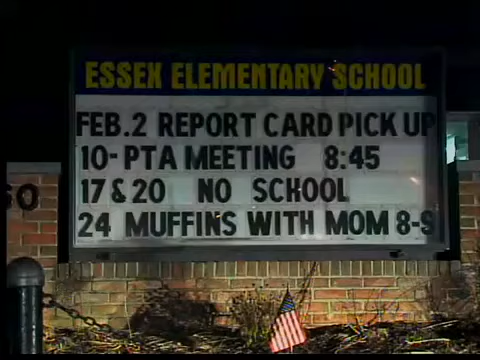 ESSEX ELEMENTARY SCHOOL
FEB.2 REPORT CARD PICK UP
10-PTA MEETING 8:45
17 & 20 NO SCHOOL
24 MUFFINS WITH MOM 8-9